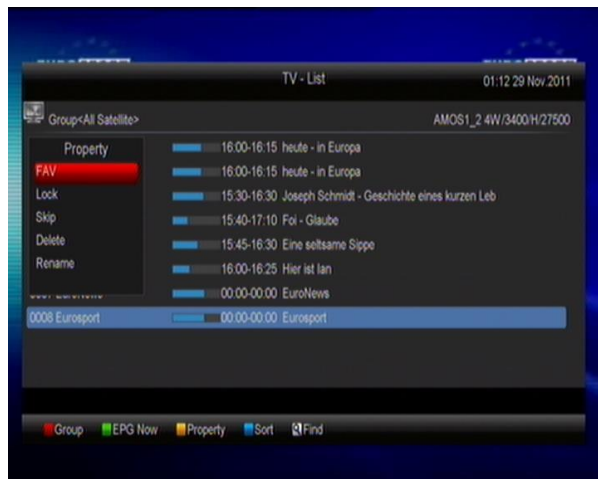 TV - List
01:12 29 Nov.2011
Group<All Satellite>
AMOS1_2 4W/3400/H/27500
Property
FAV
Lock
Skip
Delete
Rename
16:00-16:15 heute - in Europa
16:00-16:15 heute - in Europa
15:30-16:30 Joseph Schmidt - Geschichte eines kurzen Leb
15:40-17:10 Foi - Glaube
15:45-16:30 Eine seltsame Sippe
16:00-16:25 Hier ist Ian
00:00-00:00 EuroNews
0008 Eurosport 00:00-00:00 Eurosport
Group EPG Now Property Sort Find